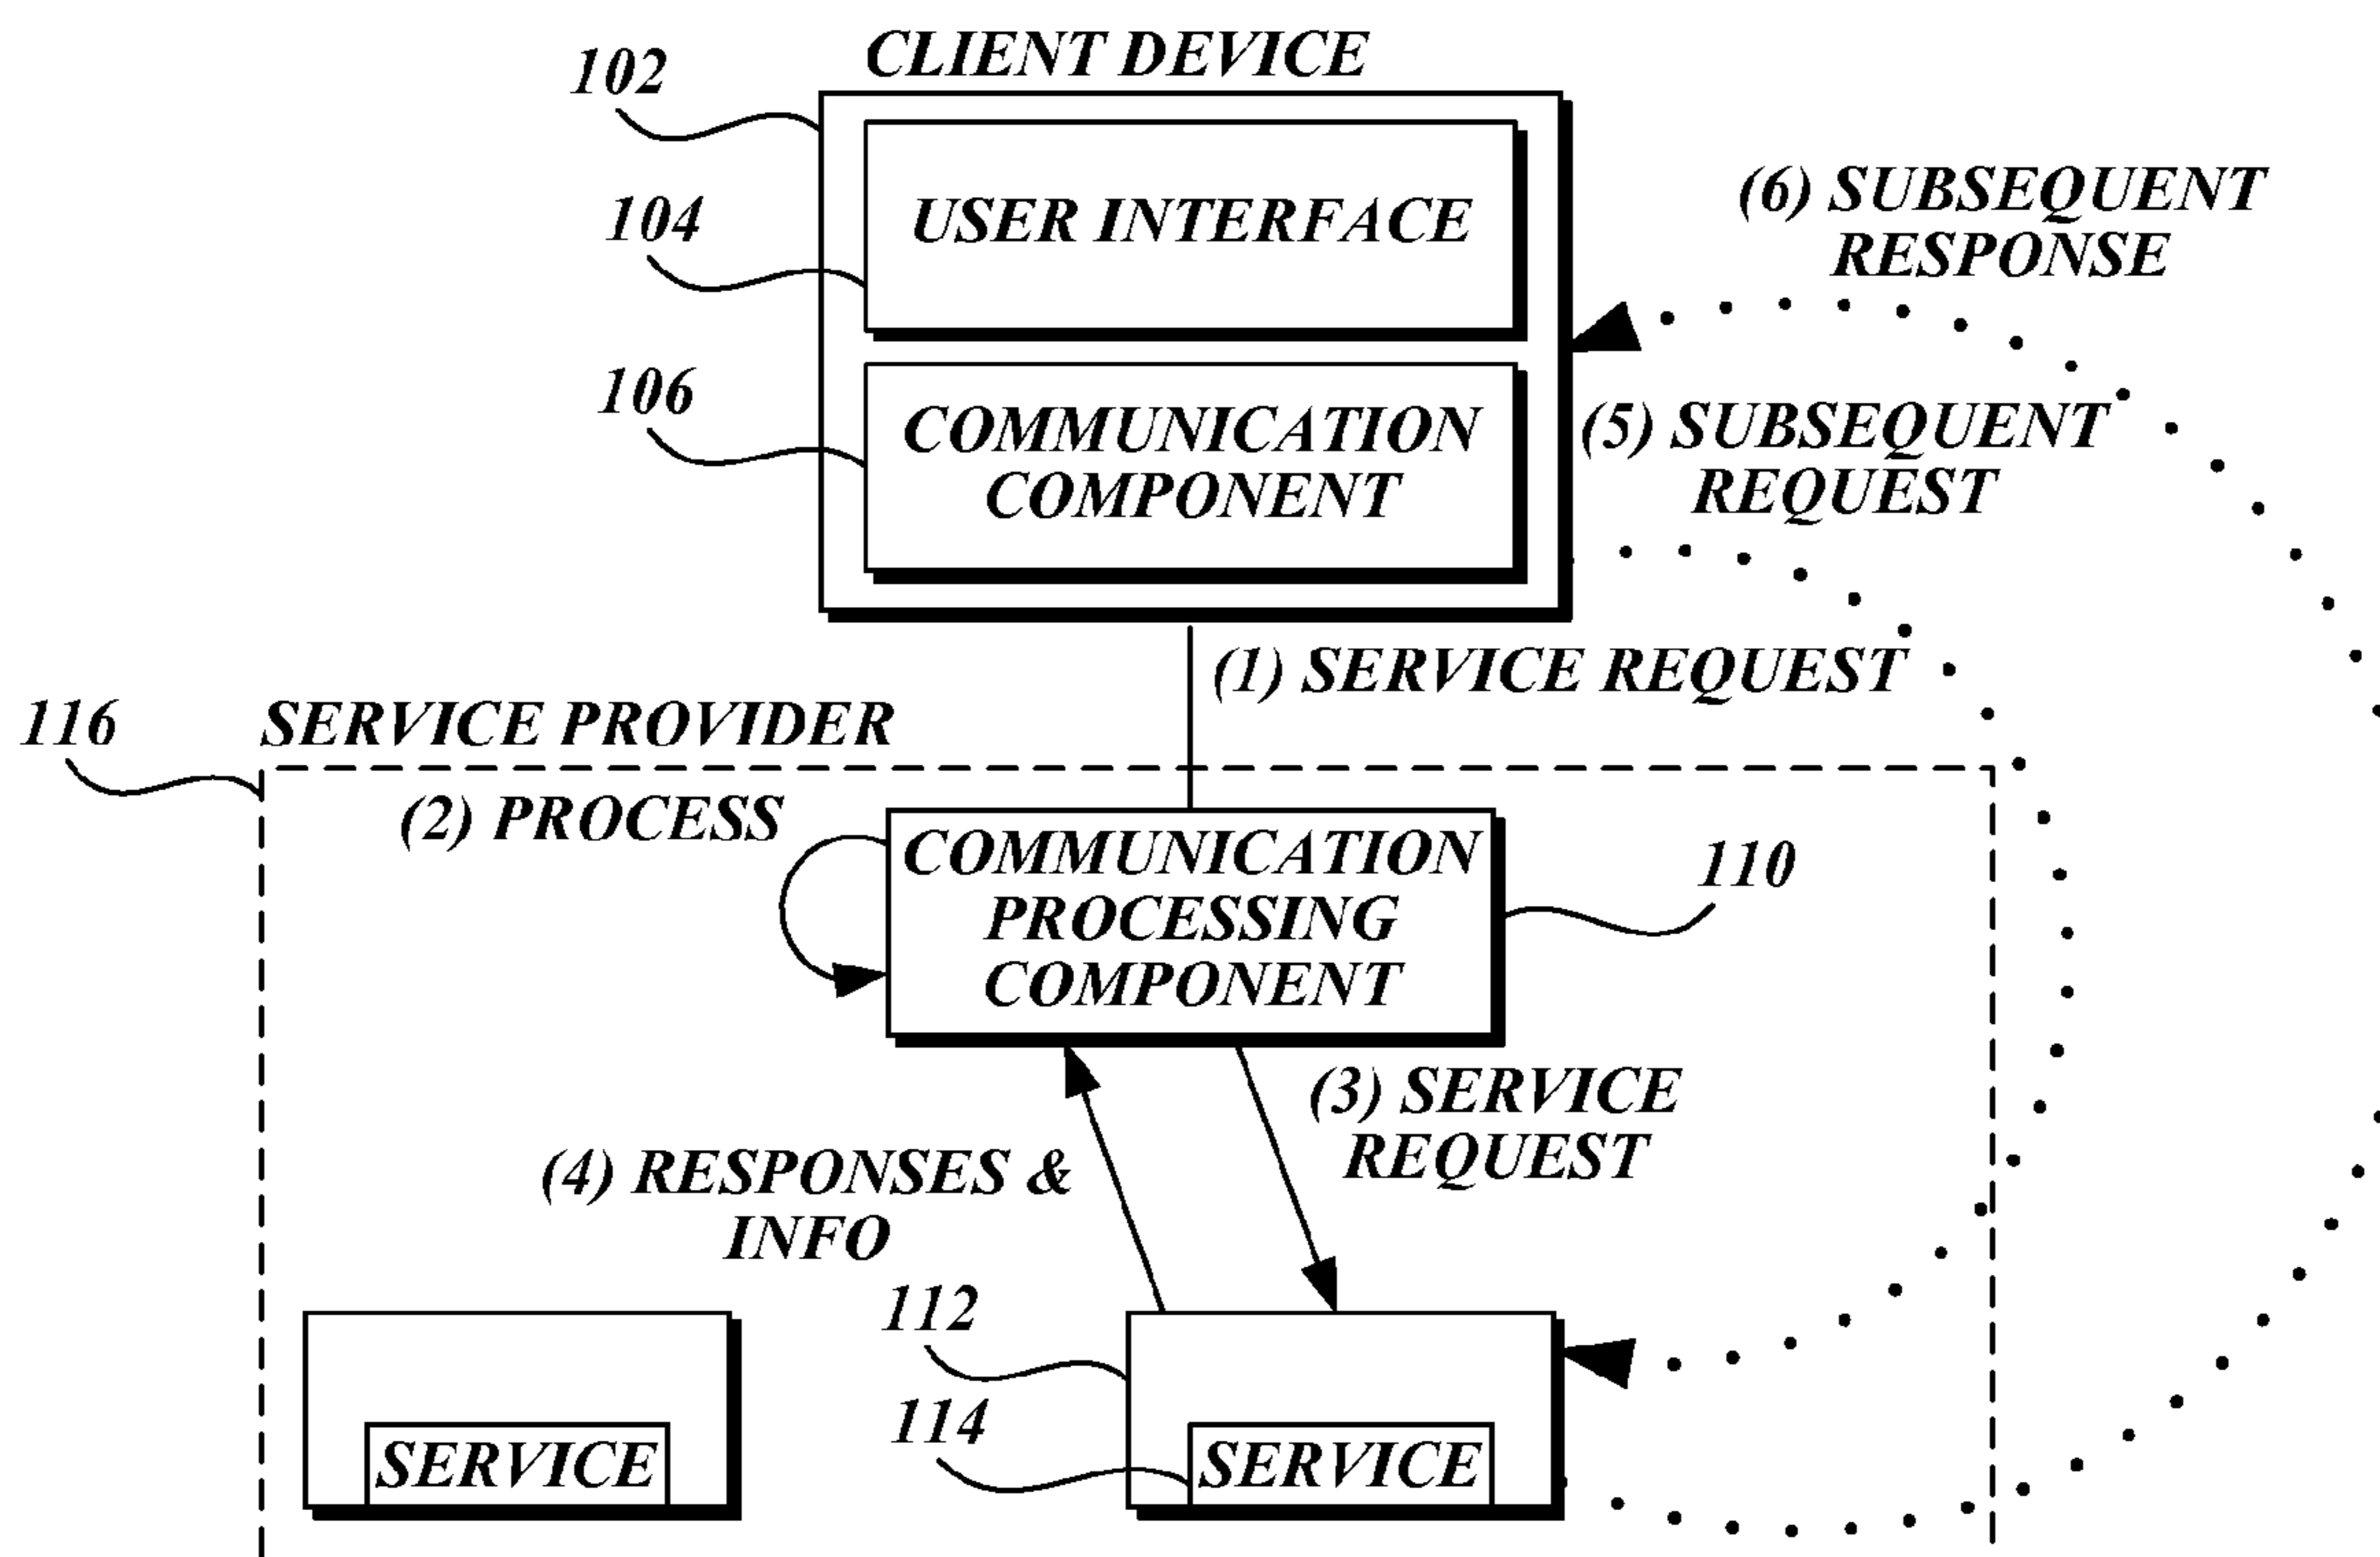 CLIENT DEVICE
102
USER INTERFACE
104
(6) SUBSEQUENT
RESPONSE
106
COMMUNICATION
COMPONENT
(5) SUBSEQUENT
REQUEST
(1) SERVICE REQUEST
116
SERVICE PROVIDER
(2) PROCESS
COMMUNICATION
PROCESSING
COMPONENT
110
(3) SERVICE
REQUEST
(4) RESPONSES &
INFO
112
114
SERVICE
SERVICE